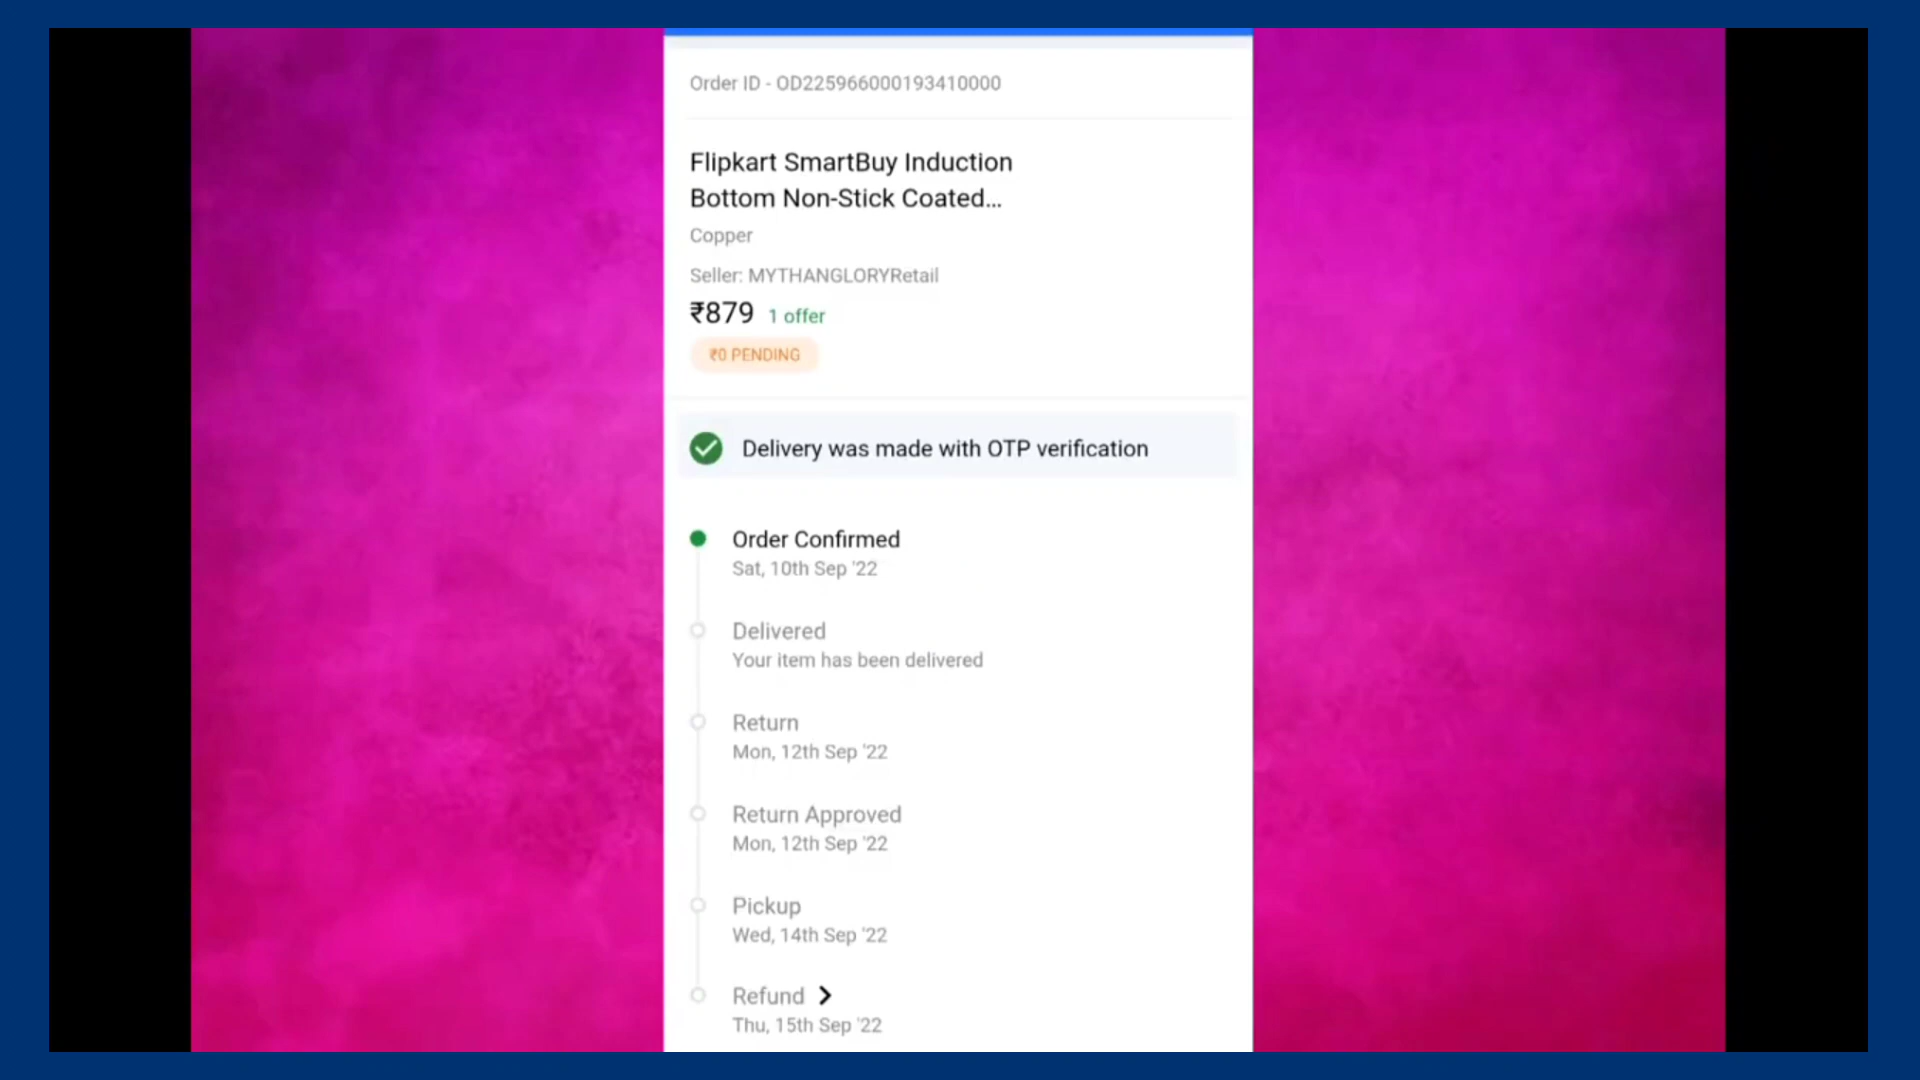 Order ID - OD225966000193410000
Flipkart SmartBuy Induction
Bottom Non-Stick Coated...
Copper
Seller: MYTHANGLORYRetail
₹879 1 offer
₹0 PENDING
Delivery was made with OTP verification
Order Confirmed
Sat, 10th Sep '22
Delivered
Your item has been delivered
Return
Mon, 12th Sep '22
Return Approved
Mon, 12th Sep '22
Pickup
Wed, 14th Sep '22
Refund
Thu, 15th Sep '22